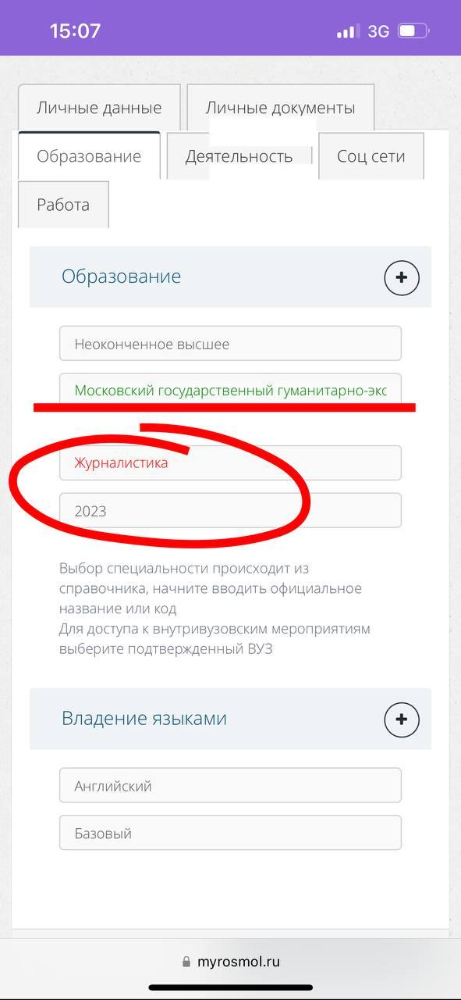 15:07
3G
Личные данные
Личные документы
Образование
Деятельность
Соц сети
Работа
Образование
Неоконченное высшее
Московский государственный гуманитарно-экс
Журналистика
2023
Выбор специальности происходит из
справочника, начните вводить официальное
название или код
Для доступа к внутривузовским мероприятиям
выберите подтвержденный ВУЗ
Владение языками
Английский
Базовый
myrosmol.ru